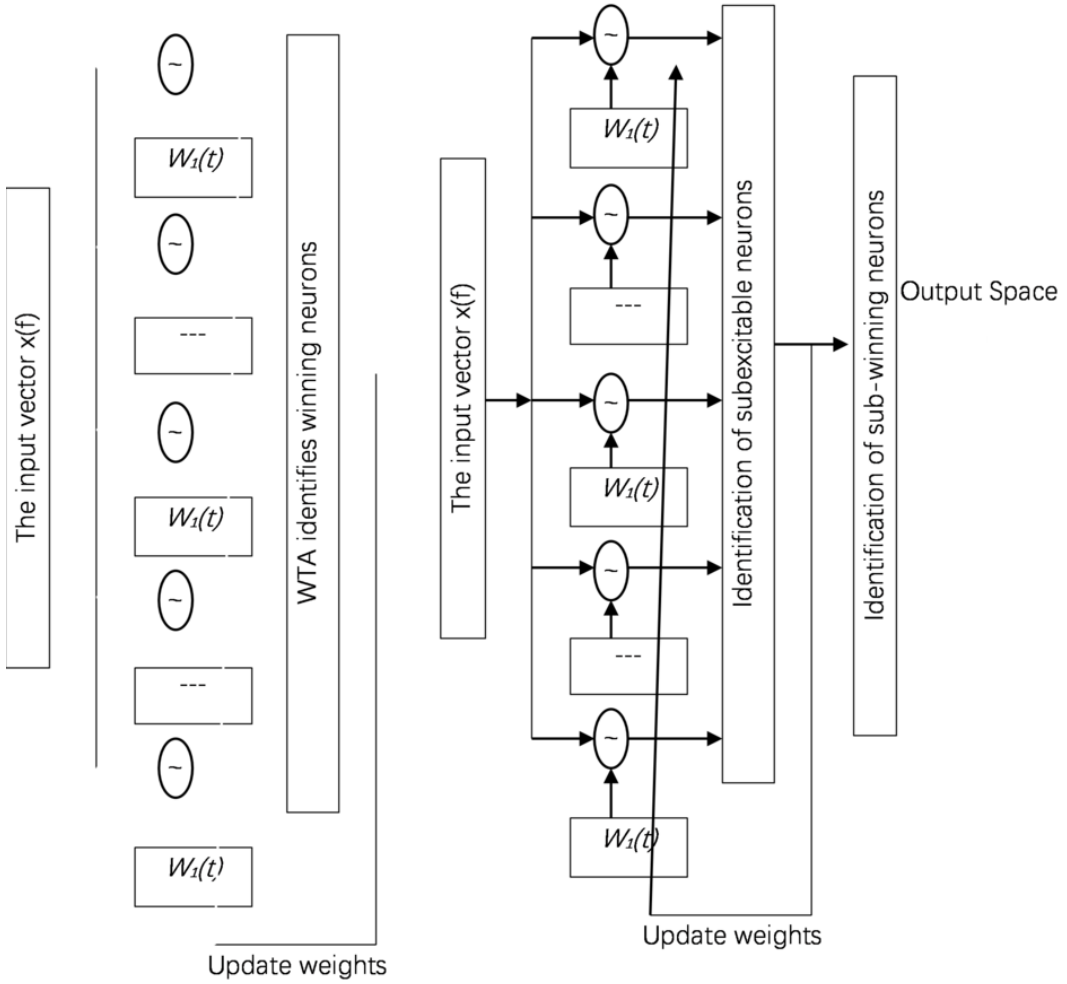 The input vector x(f)
~
W₁(t)
~
---
~
W₁(t)
~
---
~
W₁(t)
WTA identifies winning neurons
Update weights
The input vector x(f)
~
W₁(t)
~
---
~
W₁(t)
~
---
~
W₁(t)
Identification of subexcitable neurons
Update weights
Identification of sub-winning neurons
Output Space